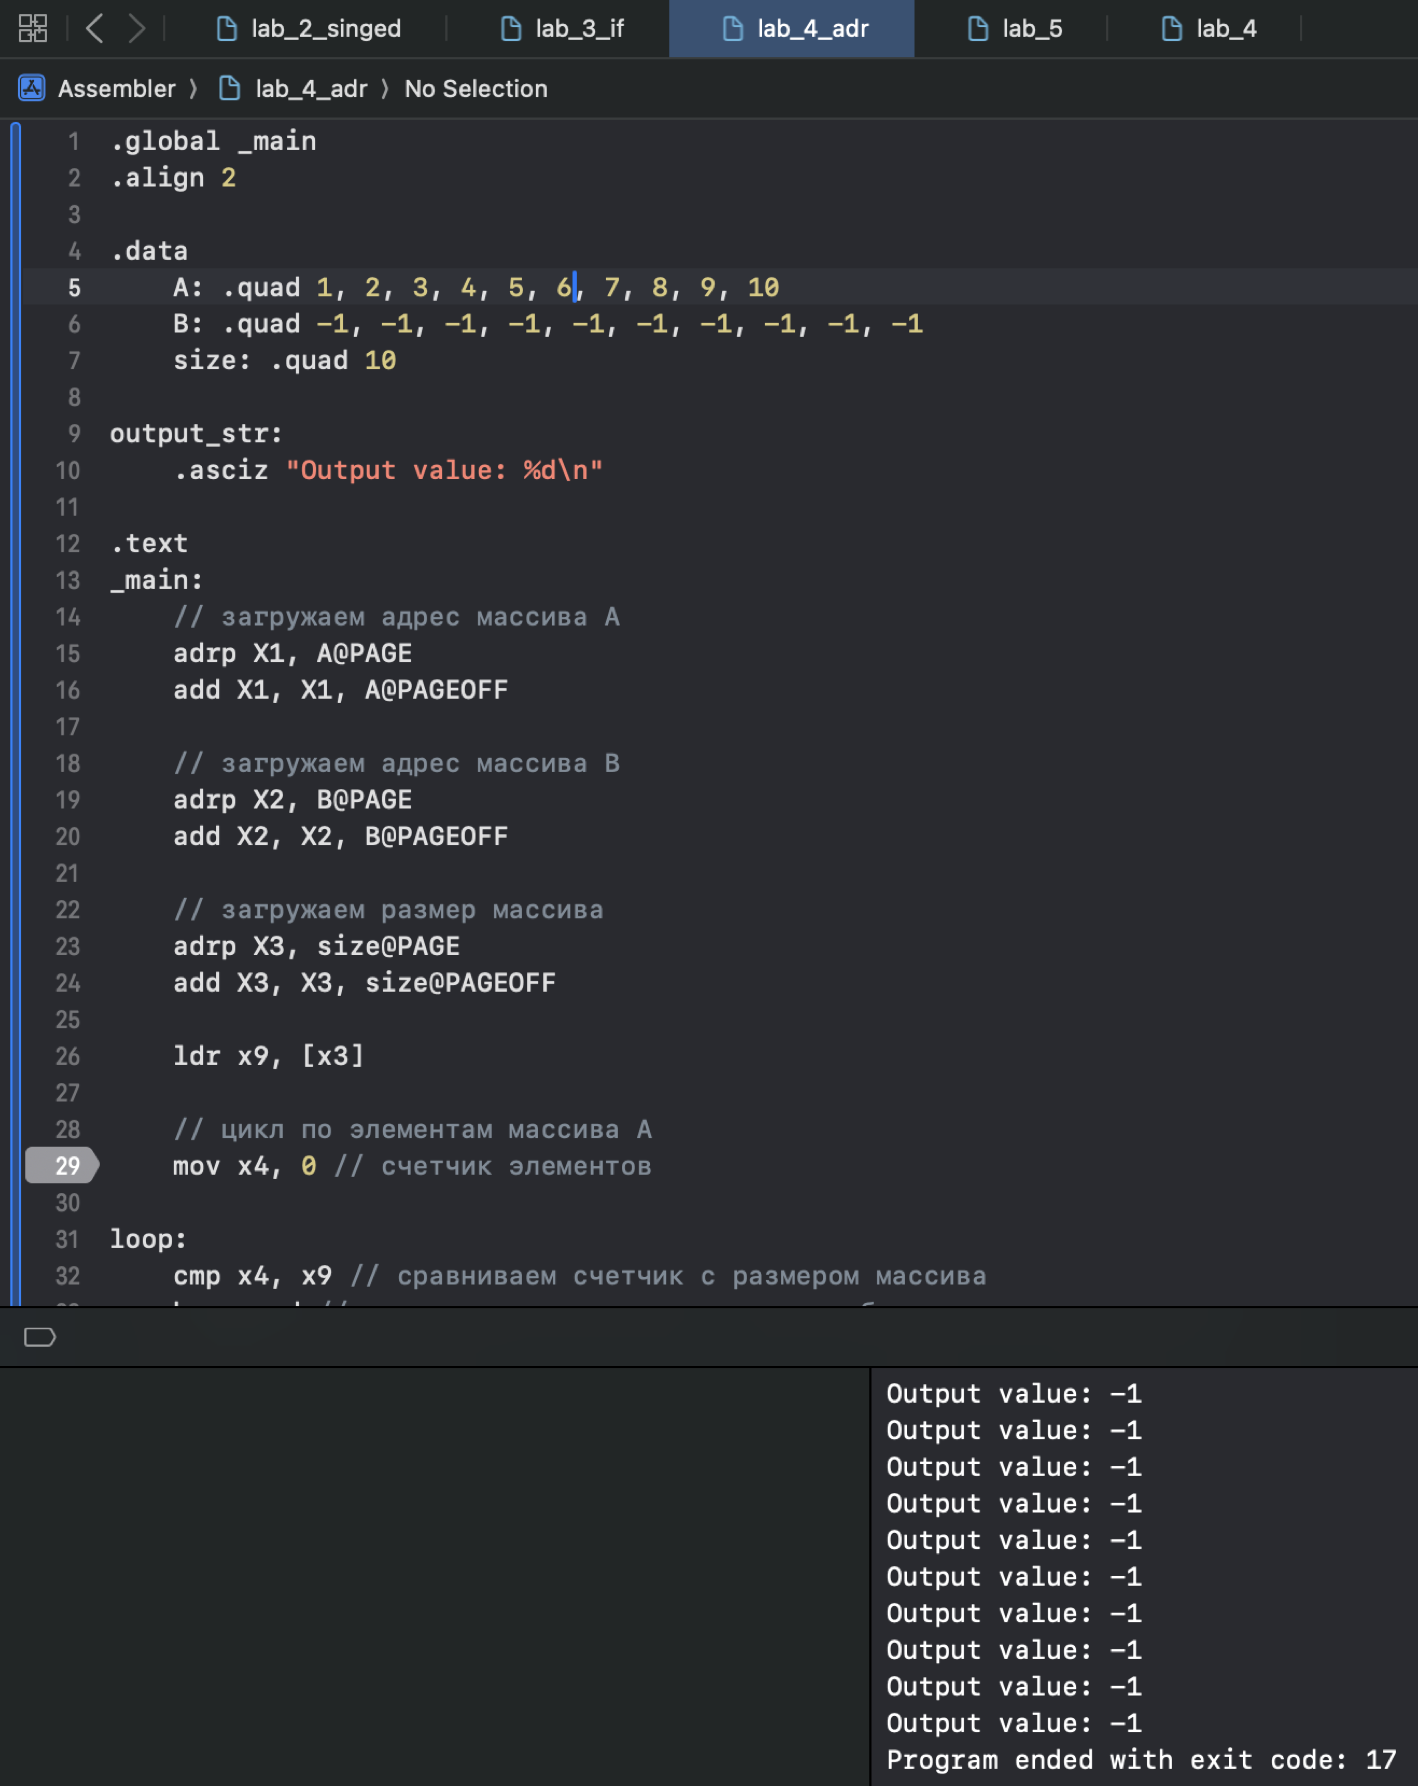 lab_2_singed lab_3_if lab_4_adr lab_5 lab_4
Assembler ⟩ lab_4_adr ⟩ No Selection
1 .global _main
2 .align 2
3
4 .data
5 A: .quad 1, 2, 3, 4, 5, 6, 7, 8, 9, 10
6 B: .quad -1, -1, -1, -1, -1, -1, -1, -1, -1, -1
7 size: .quad 10
8
9 output_str:
10 .asciz "Output value: %d\n"
11
12 .text
13 _main:
14 // загружаем адрес массива A
15 adrp X1, A@PAGE
16 add X1, X1, A@PAGEOFF
17
18 // загружаем адрес массива B
19 adrp X2, B@PAGE
20 add X2, X2, B@PAGEOFF
21
22 // загружаем размер массива
23 adrp X3, size@PAGE
24 add X3, X3, size@PAGEOFF
25
26 ldr x9, [x3]
27
28 // цикл по элементам массива A
29 mov x4, 0 // счетчик элементов
30
31 loop:
32 cmp x4, x9 // сравниваем счетчик с размером массива
Output value: -1
Output value: -1
Output value: -1
Output value: -1
Output value: -1
Output value: -1
Output value: -1
Output value: -1
Output value: -1
Output value: -1
Program ended with exit code: 17